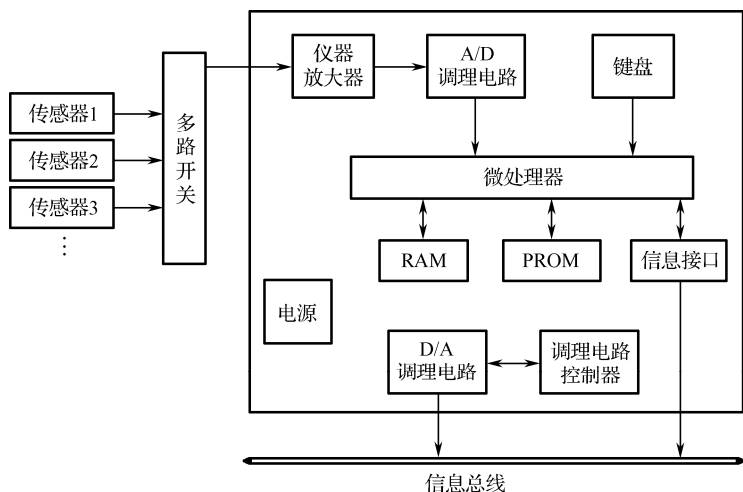 仪器
放大器
A/D
调理电路
键盘
传感器1
传感器2
传感器3
⋮
多
路
开
关
微处理器
RAM
PROM
信息接口
电源
D/A
调理电路
调理电路
控制器
信息总线